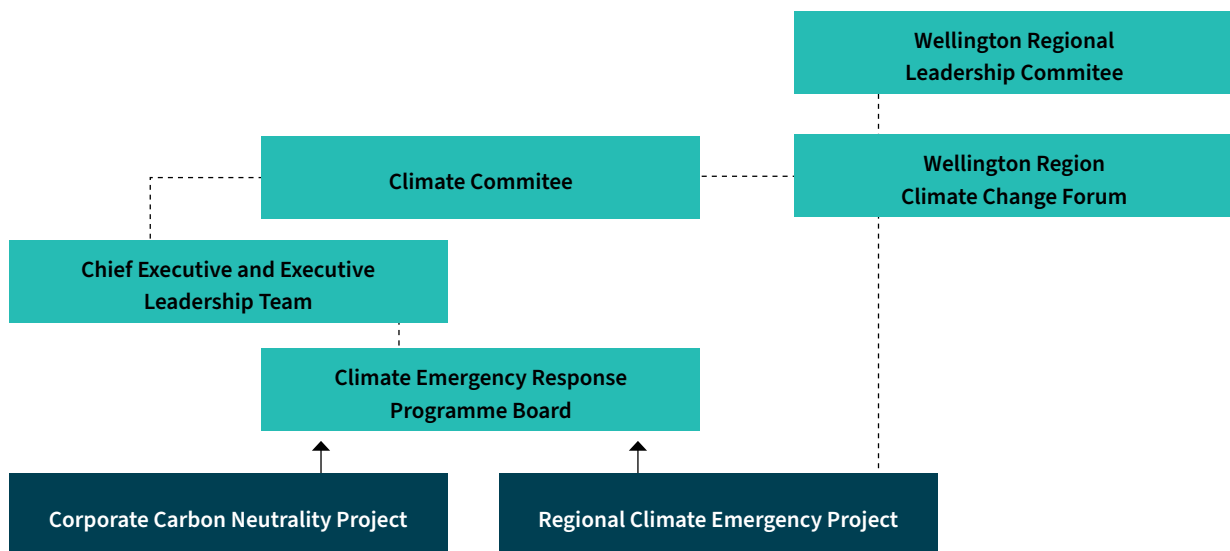 Wellington Regional
Leadership Commitee
Climate Commitee
Wellington Region
Climate Change Forum
Chief Executive and Executive
Leadership Team
Climate Emergency Response
Programme Board
Corporate Carbon Neutrality Project
Regional Climate Emergency Project